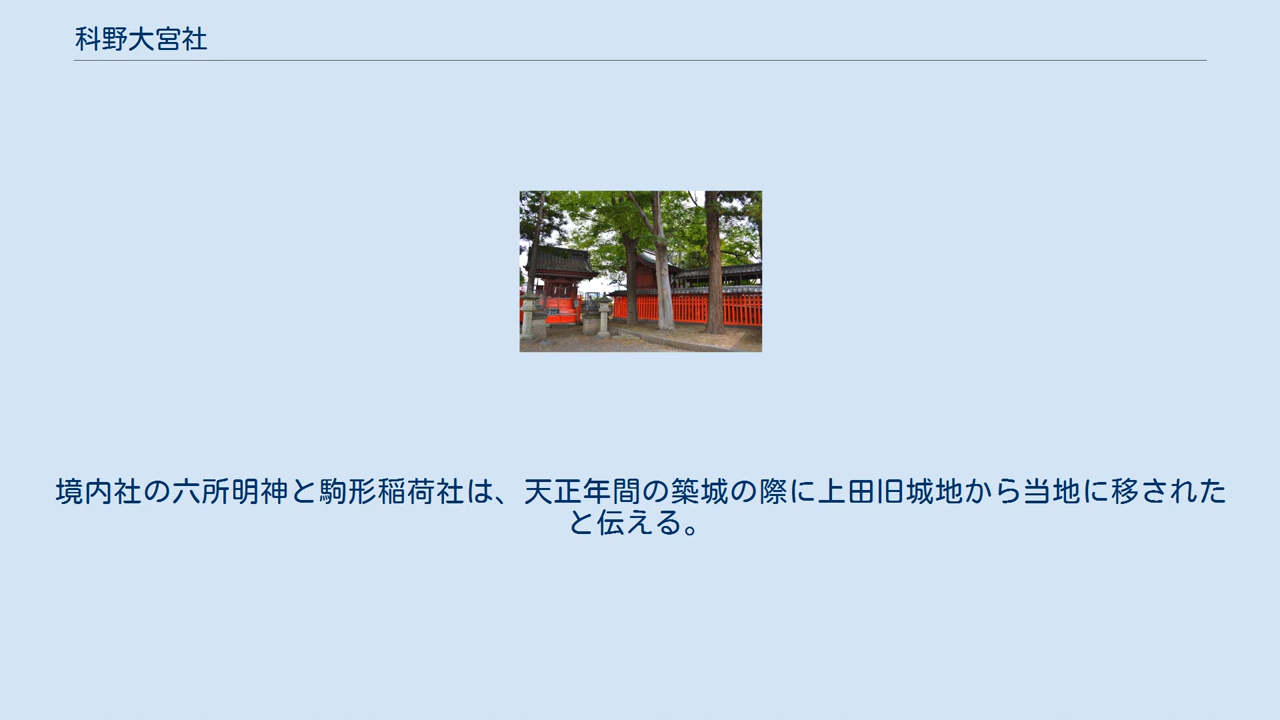 科野大宮社
境内社の六所明神と駒形稲荷社は、天正年間の築城の際に上田旧城地から当地に移された
と伝える。